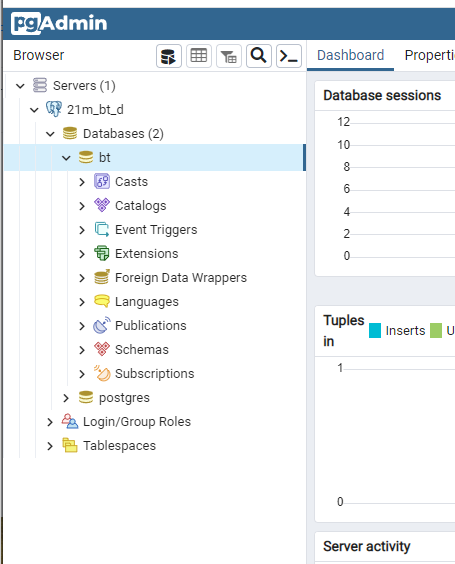 pgAdmin
Browser
Dashboard
Properti
Servers (1)
21m_bt_d
Databases (2)
bt
Casts
Catalogs
Event Triggers
Extensions
Foreign Data Wrappers
Languages
Publications
Schemas
Subscriptions
postgres
Login/Group Roles
Tablespaces
Database sessions
12
10
8
6
4
2
0
Tuples in
Inserts
U
1
0
Server activity